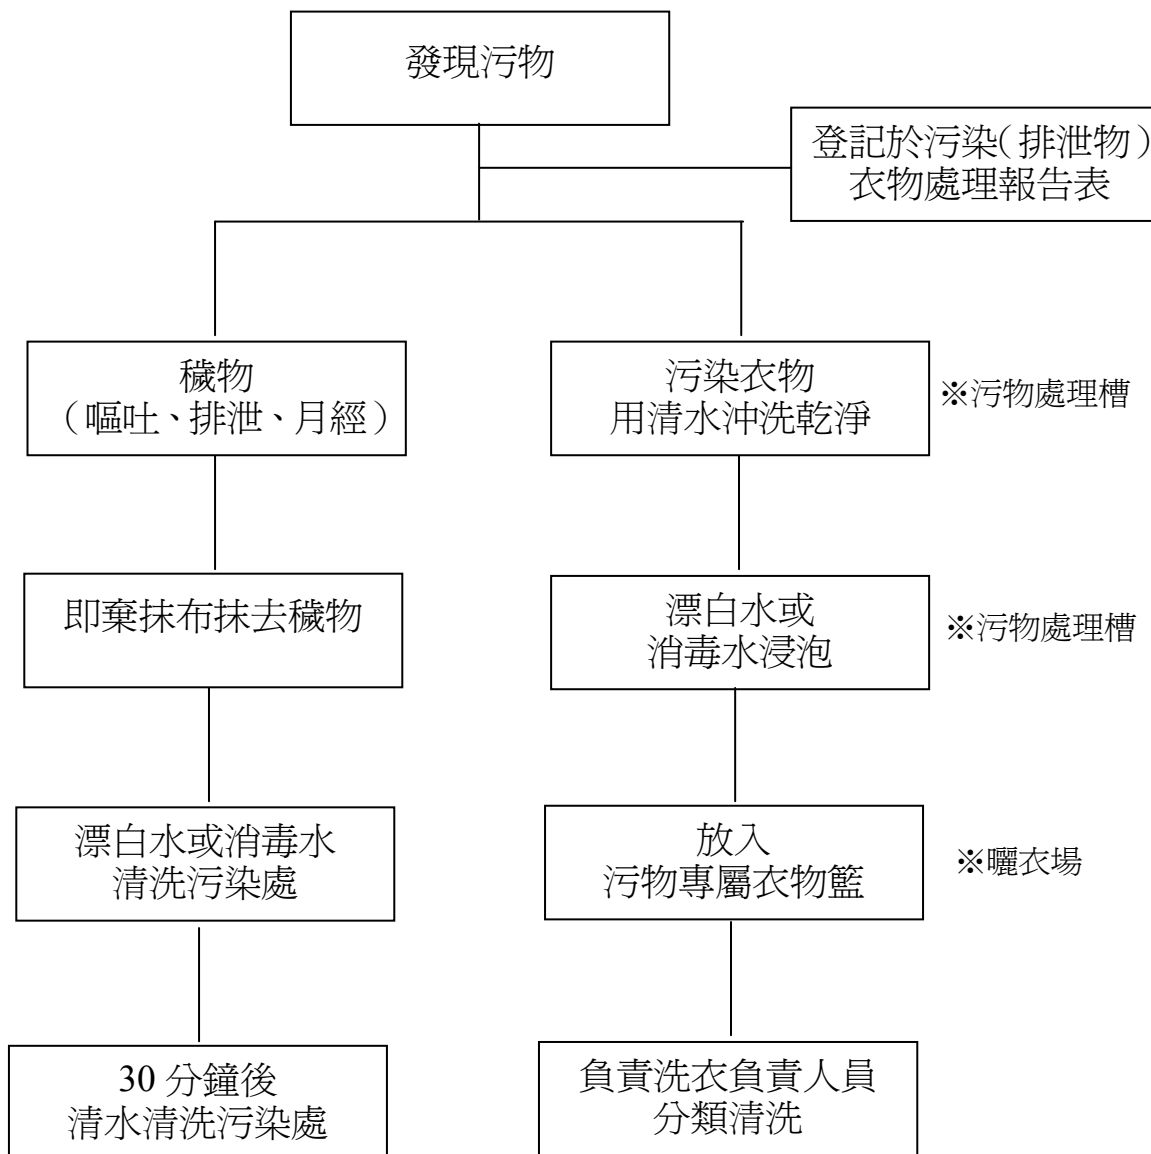 發現污物
登記於污染(排泄物)
衣物處理報告表
穢物
（嘔吐、排泄、月經）
污染衣物
用清水沖洗乾淨
※污物處理槽
即棄抹布抹去穢物
漂白水或
消毒水浸泡
※污物處理槽
漂白水或消毒水
清洗污染處
放入
污物專屬衣物籃
※曬衣場
30 分鐘後
清水清洗污染處
負責洗衣負責人員
分類清洗